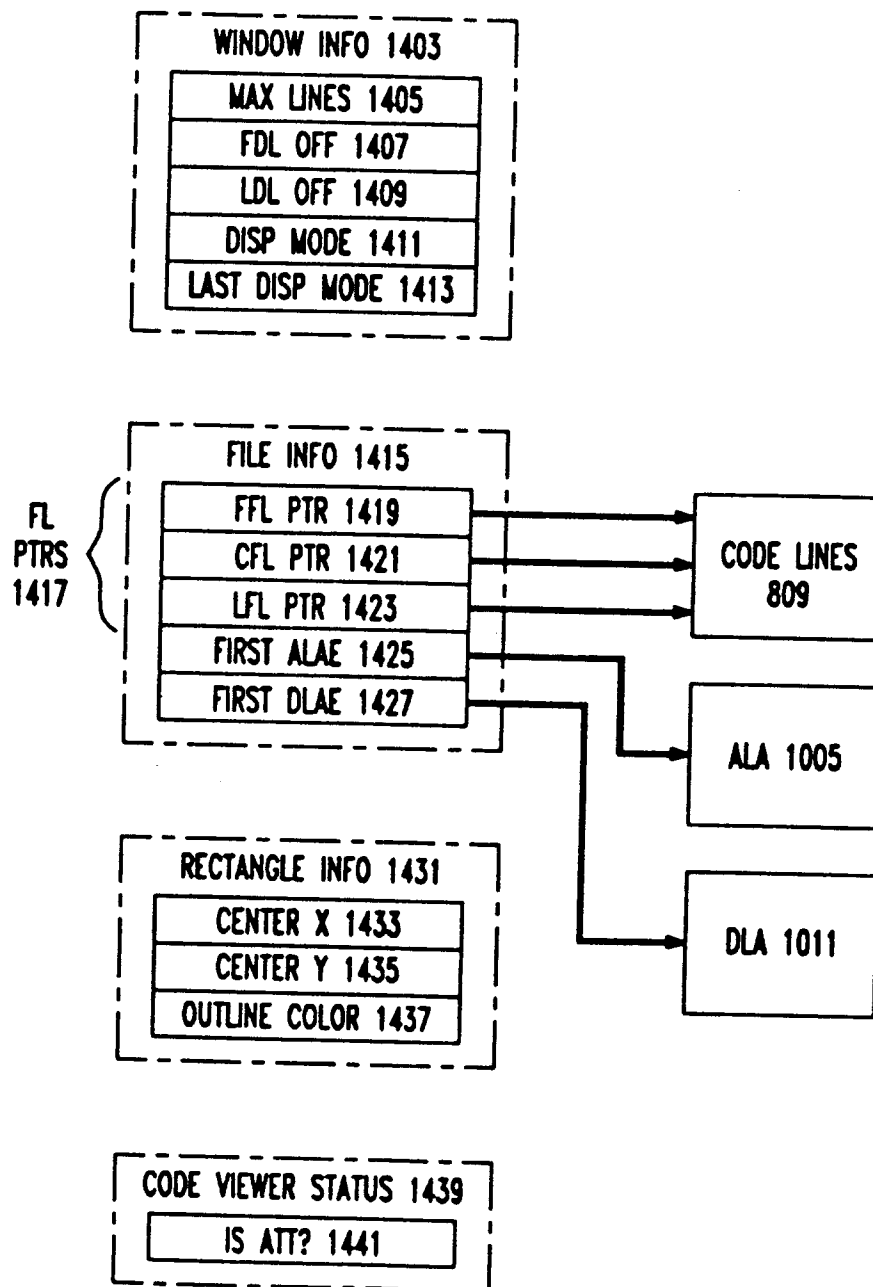 WINDOW INFO 1403
MAX LINES 1405
FDL OFF 1407
LDL OFF 1409
DISP MODE 1411
LAST DISP MODE 1413
FILE INFO 1415
FL
PTRS
1417
FFL PTR 1419
CFL PTR 1421
LFL PTR 1423
FIRST ALAE 1425
FIRST DLAE 1427
CODE LINES
809
ALA 1005
DLA 1011
RECTANGLE INFO 1431
CENTER X 1433
CENTER Y 1435
OUTLINE COLOR 1437
CODE VIEWER STATUS 1439
IS ATT? 1441